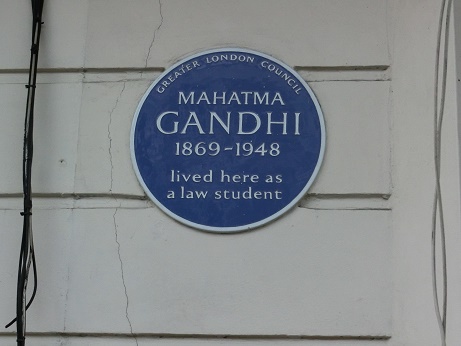 GREATER LONDON COUNCIL
MAHATMA
GANDHI
1869-1948
lived here as
a law student